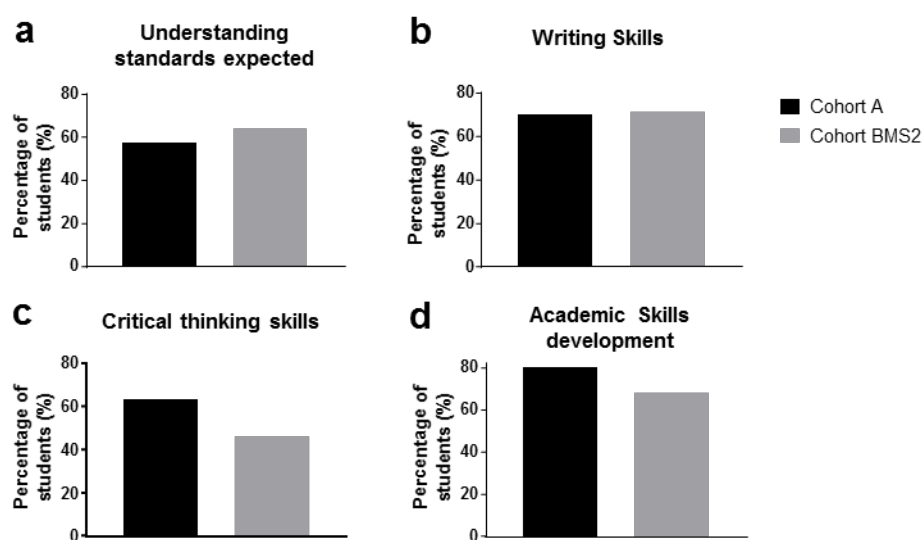 a
Understanding
standards expected
Percentage of
students (%)
80
60
40
20
0
b
Writing Skills
Percentage of
students (%)
80
60
40
20
0
Cohort A
Cohort BMS2
c
Critical thinking skills
Percentage of
students (%)
80
60
40
20
0
d
Academic Skills
development
Percentage of
students (%)
80
60
40
20
0